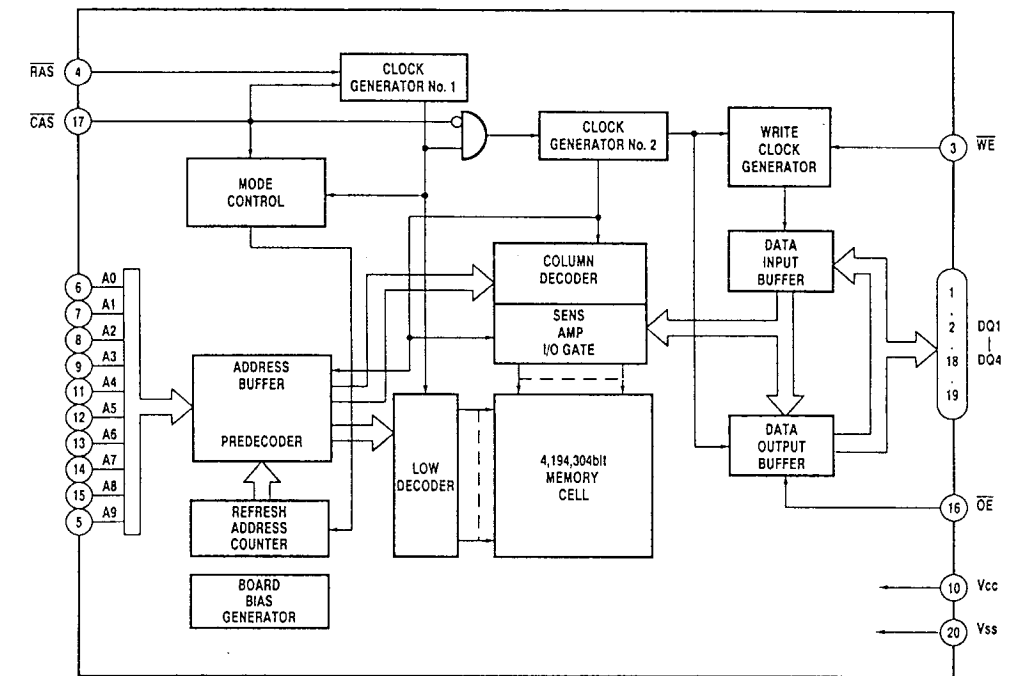 RAS 4
CLOCK
GENERATOR No. 1
CAS 17
CLOCK
GENERATOR No. 2
WRITE
CLOCK
GENERATOR
3 WE
MODE
CONTROL
DATA
INPUT
BUFFER
COLUMN
DECODER
SENS
AMP
I/O GATE
6 A0
7 A1
8 A2
9 A3
11 A4
12 A5
13 A6
14 A7
15 A8
5 A9
1
.
2
.
18
.
19
DQ1
|
DQ4
ADDRESS
BUFFER
PREDECODER
LOW
DECODER
4,194,304bit
MEMORY
CELL
DATA
OUTPUT
BUFFER
REFRESH
ADDRESS
COUNTER
16 OE
BOARD
BIAS
GENERATOR
10 Vcc
20 Vss